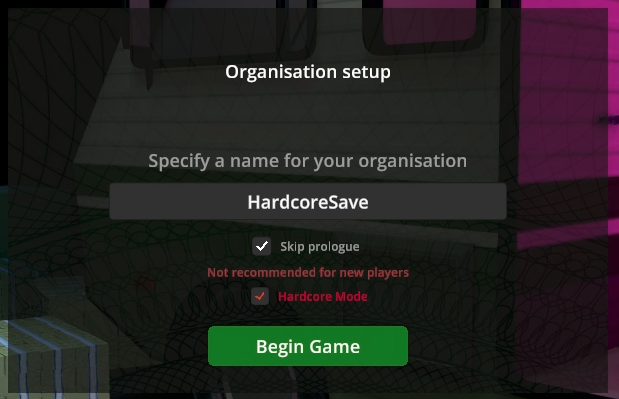 Organisation setup
Specify a name for your organisation
HardcoreSave
Skip prologue
Not recommended for new players
Hardcore Mode
Begin Game